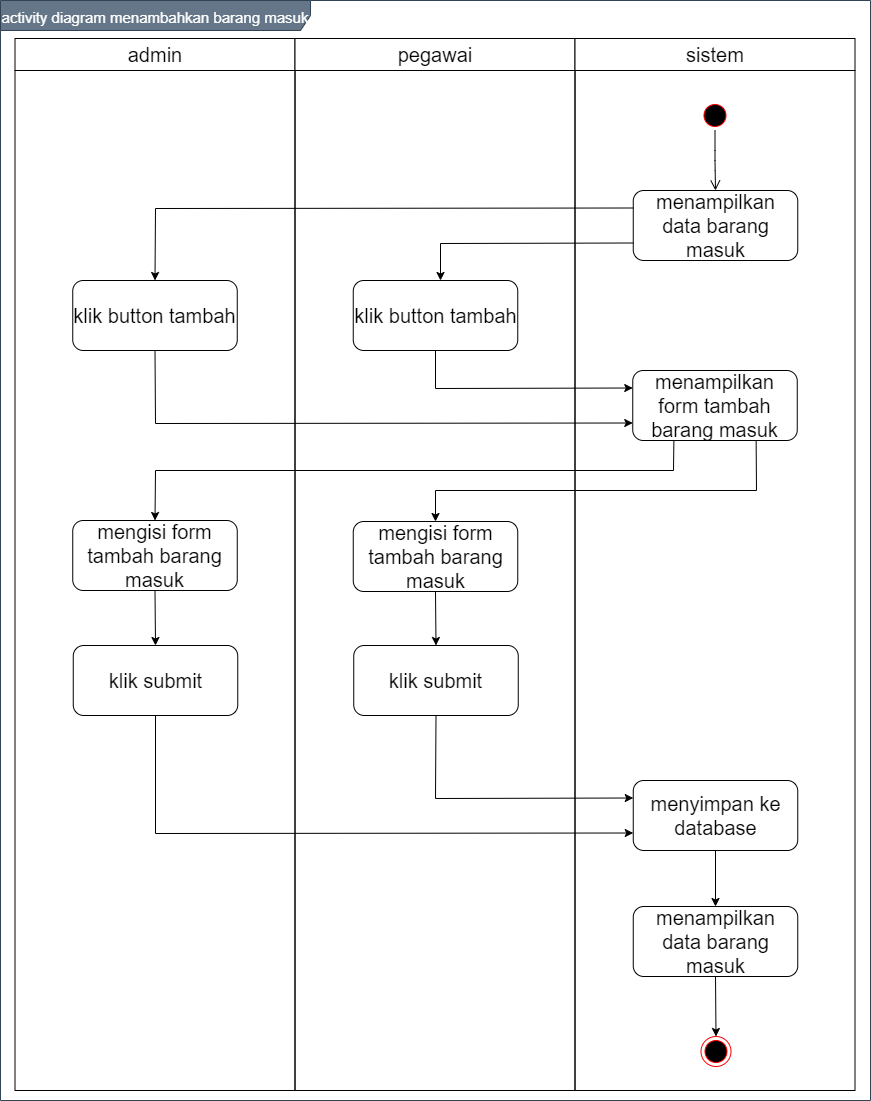 activity diagram menambahkan barang masuk
admin
pegawai
sistem
menampilkan
data barang
masuk
klik button tambah
klik button tambah
menampilkan
form tambah
barang masuk
mengisi form
tambah barang
masuk
mengisi form
tambah barang
masuk
klik submit
klik submit
menyimpan ke
database
menampilkan
data barang
masuk